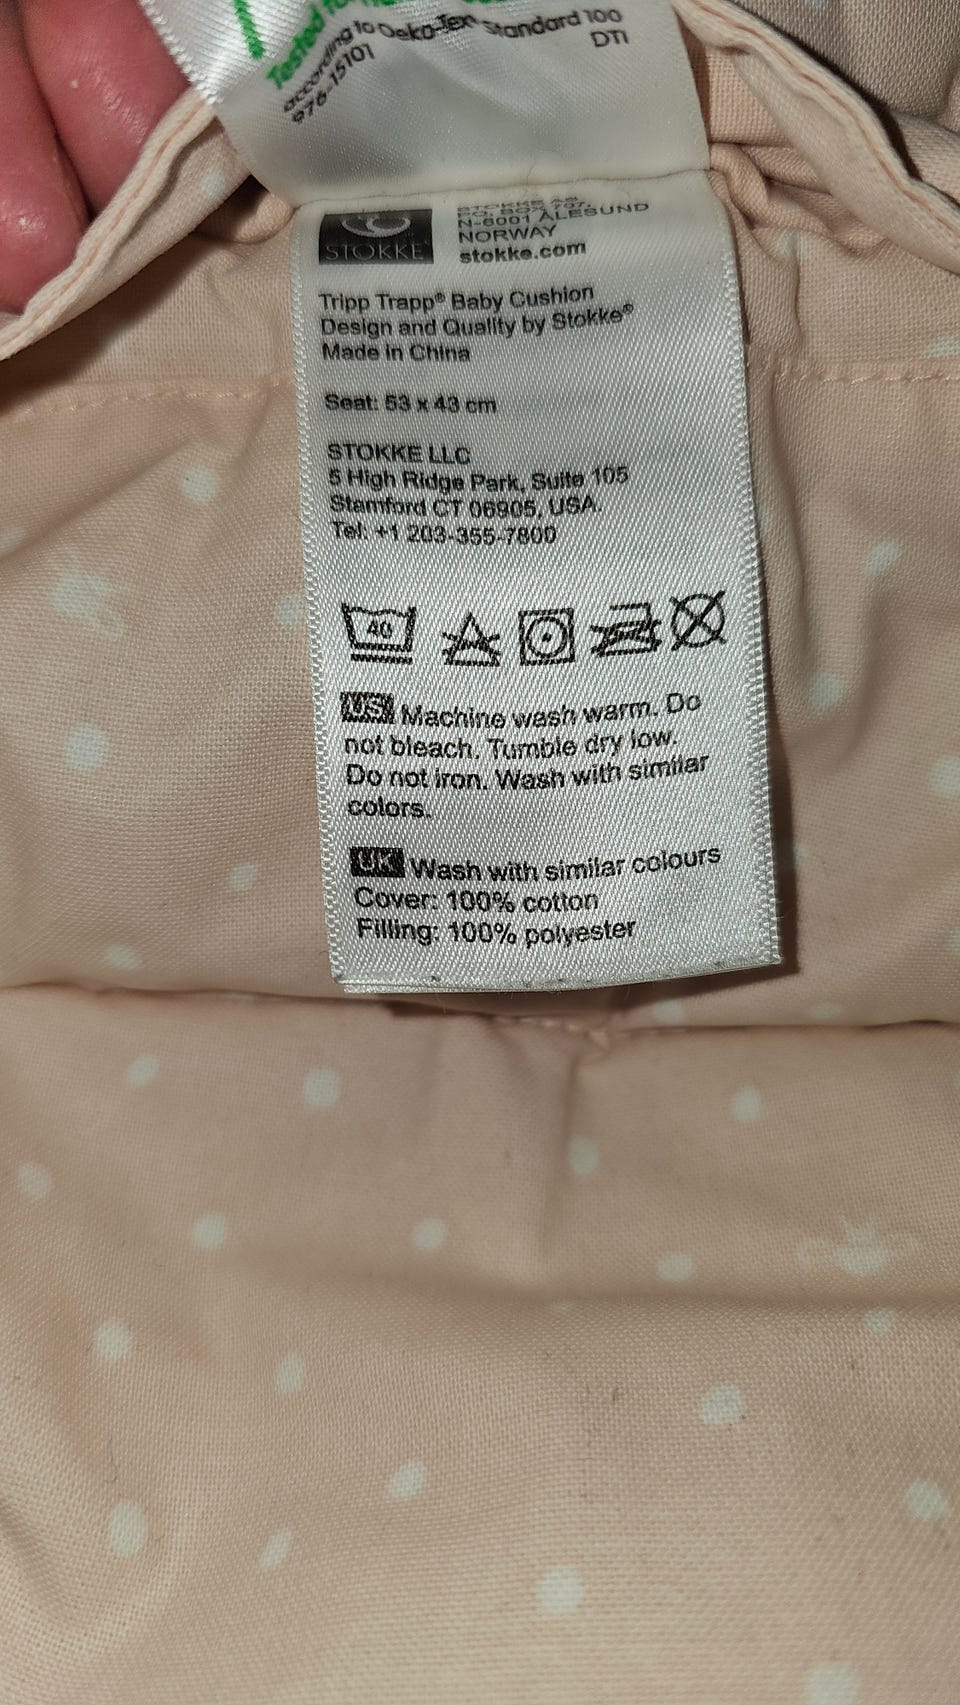 Tested for
according to Oeko-Tex® Standard 100
976-15101 DTI
STOKKE
STOKKE AS
P.O. BOX 707,
N-6001 ÅLESUND
NORWAY
stokke.com
Tripp Trapp® Baby Cushion
Design and Quality by Stokke®
Made in China
Seat: 53 x 43 cm
STOKKE LLC
5 High Ridge Park, Suite 105
Stamford CT 06905, USA.
Tel: +1 203-355-7800
40
US Machine wash warm. Do
not bleach. Tumble dry low.
Do not iron. Wash with similar
colors.
UK Wash with similar colours
Cover: 100% cotton
Filling: 100% polyester